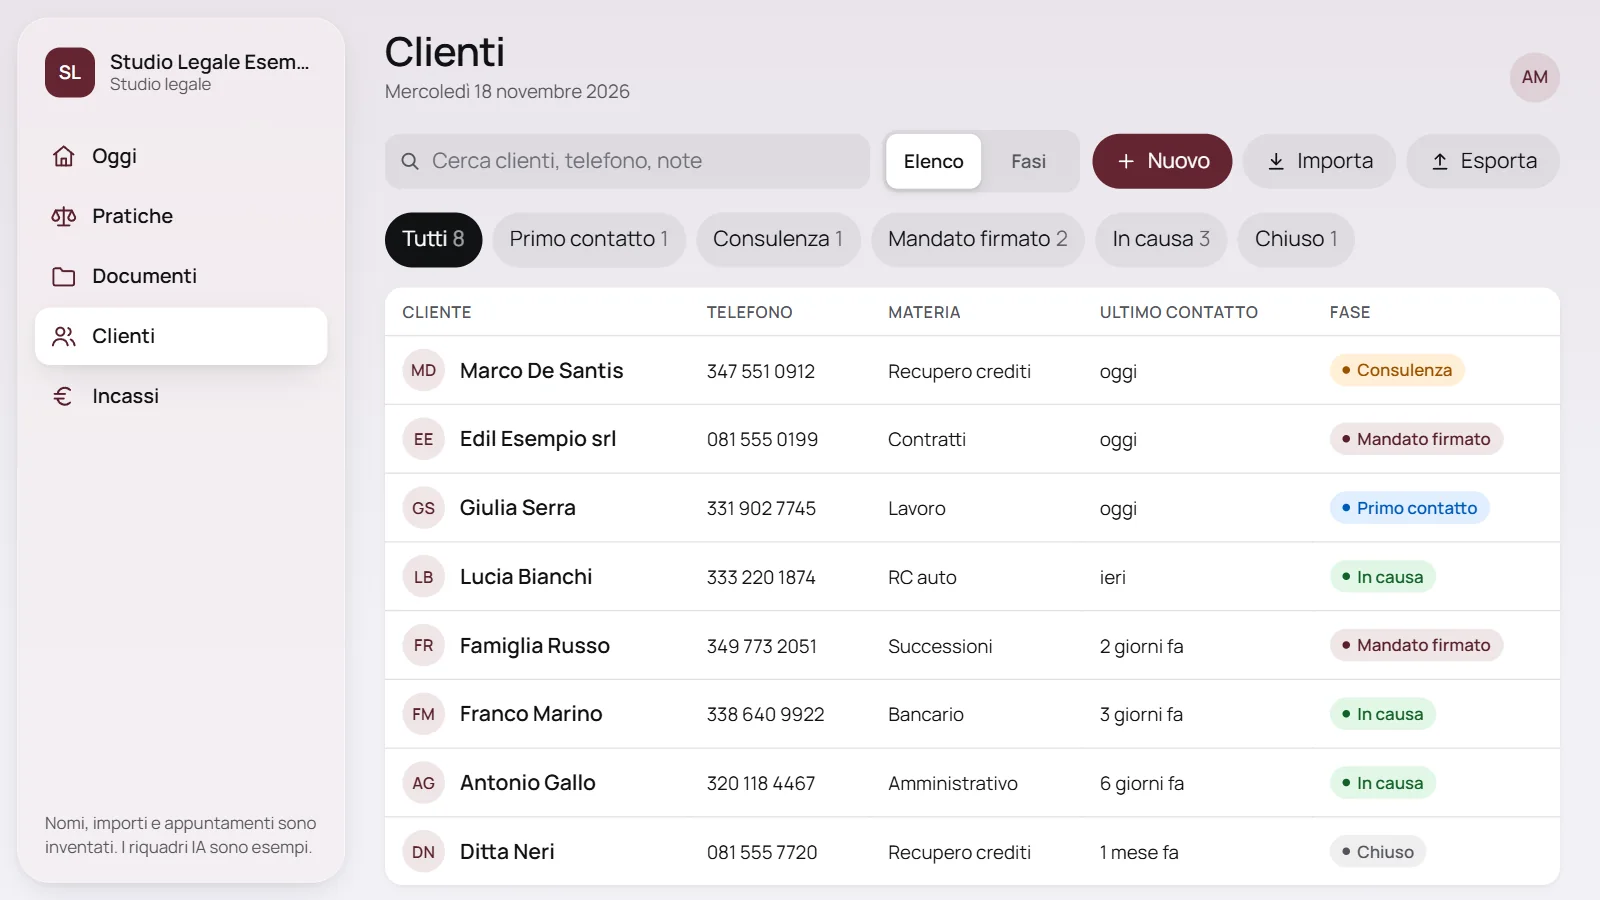 SL
Studio Legale Esem...
Studio legale
Oggi
Pratiche
Documenti
Clienti
Incassi
Nomi, importi e appuntamenti sono
inventati. I riquadri IA sono esempi.
Clienti
Mercoledì 18 novembre 2026
AM
Cerca clienti, telefono, note
Elenco
Fasi
+ Nuovo
Importa
Esporta
Tutti 8
Primo contatto 1
Consulenza 1
Mandato firmato 2
In causa 3
Chiuso 1
CLIENTE TELEFONO MATERIA ULTIMO CONTATTO FASE
MD Marco De Santis 347 551 0912 Recupero crediti oggi Consulenza
EE Edil Esempio srl 081 555 0199 Contratti oggi Mandato firmato
GS Giulia Serra 331 902 7745 Lavoro oggi Primo contatto
LB Lucia Bianchi 333 220 1874 RC auto ieri In causa
FR Famiglia Russo 349 773 2051 Successioni 2 giorni fa Mandato firmato
FM Franco Marino 338 640 9922 Bancario 3 giorni fa In causa
AG Antonio Gallo 320 118 4467 Amministrativo 6 giorni fa In causa
DN Ditta Neri 081 555 7720 Recupero crediti 1 mese fa Chiuso